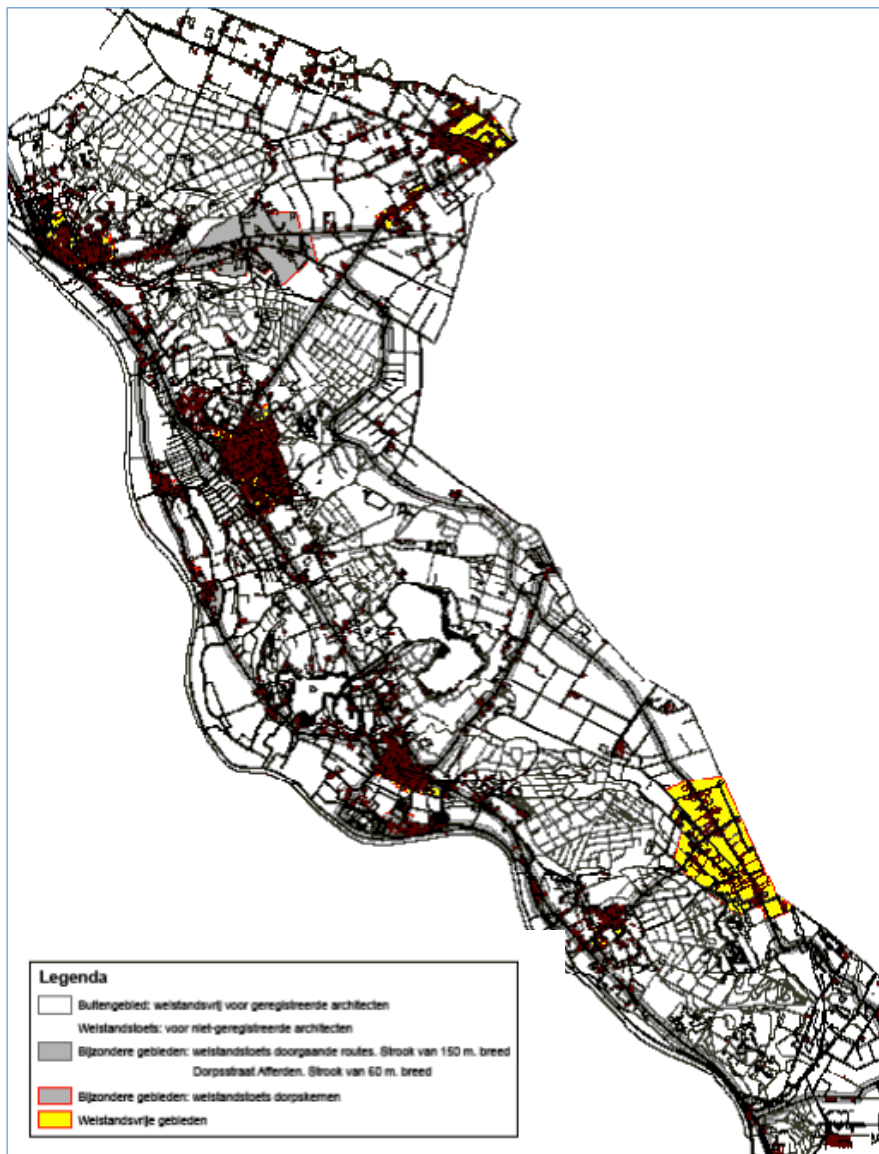 Legenda
Buitengebied: welstandsvrij voor geregistreerde architecten
Welstandstoets: voor niet-geregistreerde architecten
Bijzondere gebieden: welstandstoets doorgaande routes. Strook van 150 m. breed
Dorpsstraat Afferden. Strook van 60 m. breed
Bijzondere gebieden: welstandstoets dorpskernen
Welstandsvrije gebieden